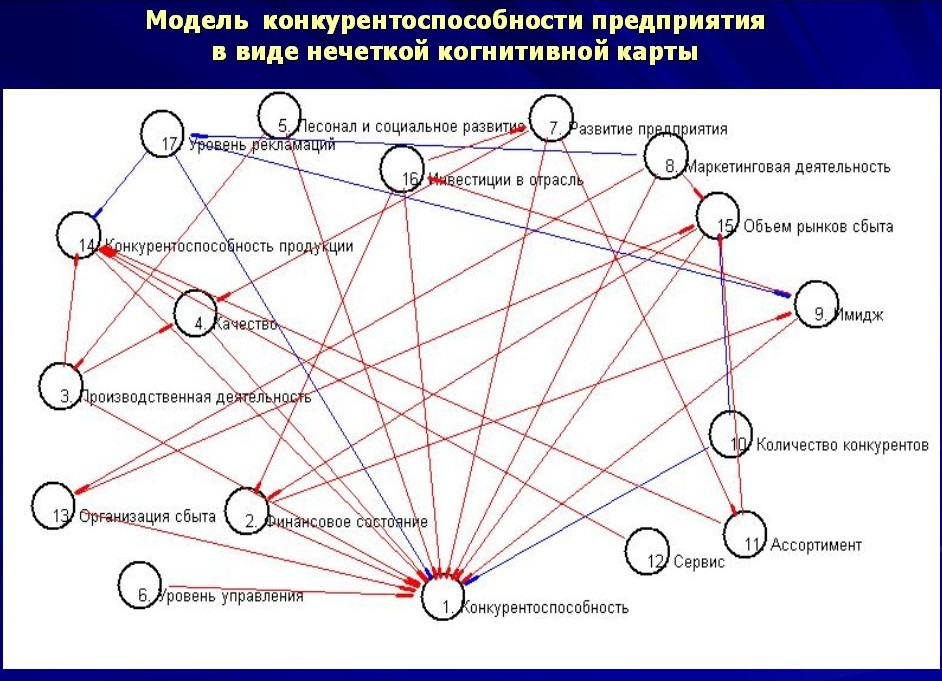 Модель конкурентоспособности предприятия
в виде нечеткой когнитивной карты
5. Песонал и социальное развитие
7. Развитие предприятия
17. Уровень рекламаций
8. Маркетинговая деятельность
16. Инвестиции в отрасль
15. Объем рынков сбыта
14. Конкурентоспособность продукции
9. Имидж
4. Качество
3. Производственная деятельность
10. Количество конкурентов
13. Организация сбыта
2. Финансовое состояние
11. Ассортимент
12. Сервис
6. Уровень управления
1. Конкурентоспособность